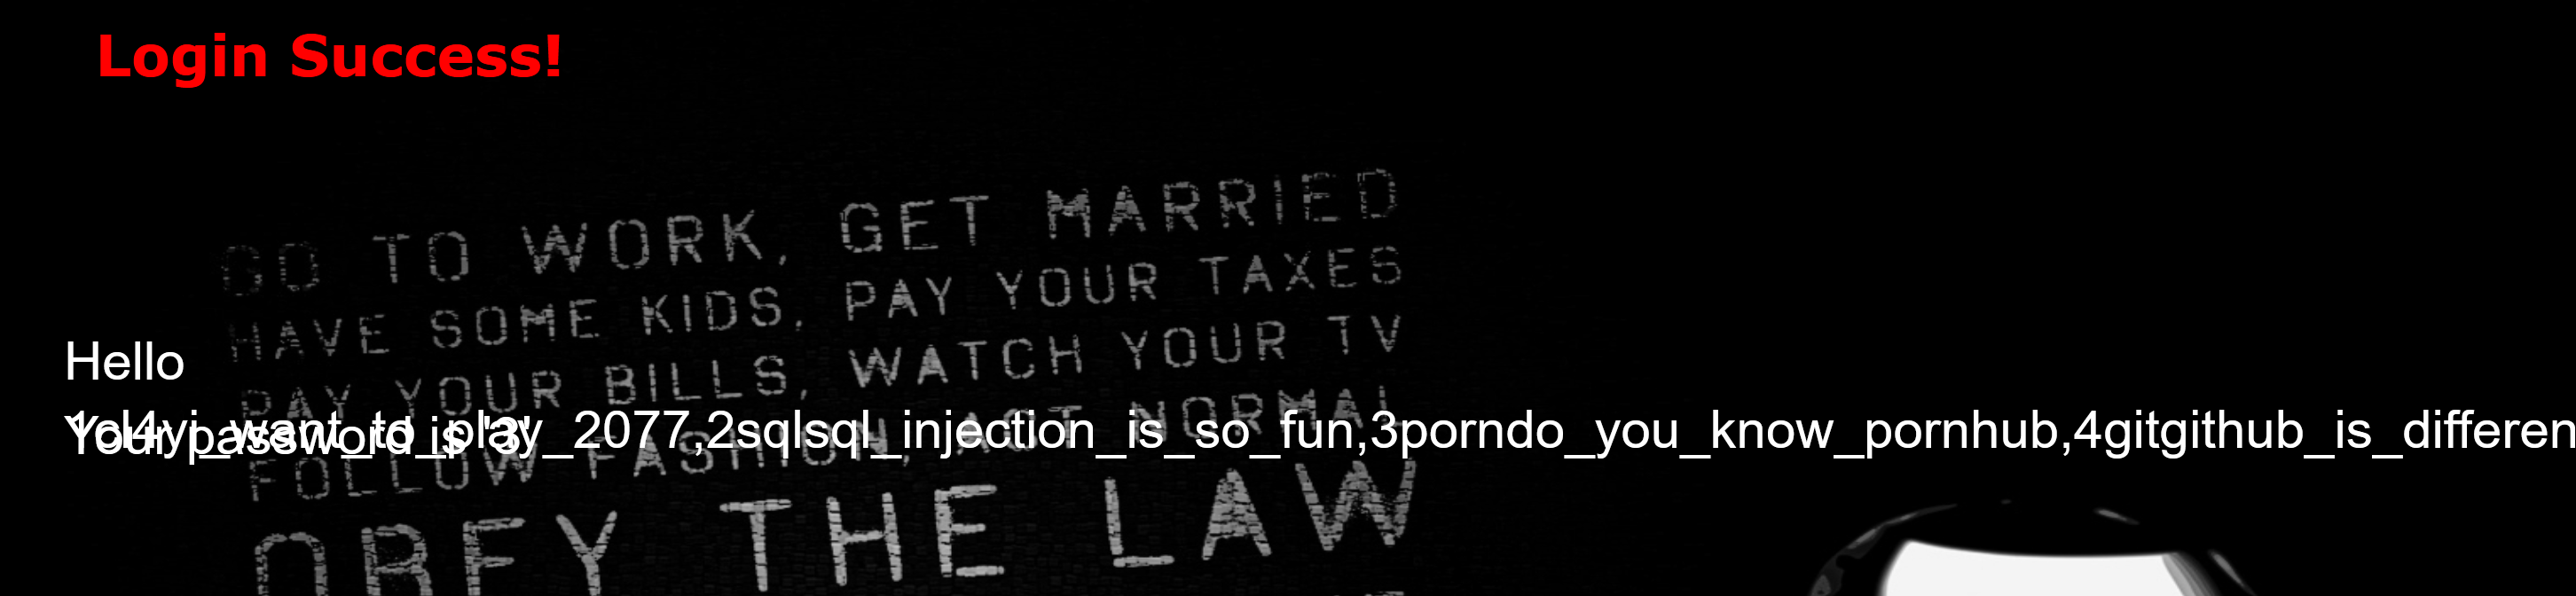 Login Success!
GO TO WORK, GET MARRIED
HAVE SOME KIDS, PAY YOUR TAXES
PAY YOUR BILLS, WATCH YOUR TV
FOLLOW FASHION, ACT NORMAL
OBEY THE LAW
Hello
1cl4yi_want_to_play_2077,2sqlsql_injection_is_so_fun,3porndo_you_know_pornhub,4gitgithub_is_differen
Your password is '3'